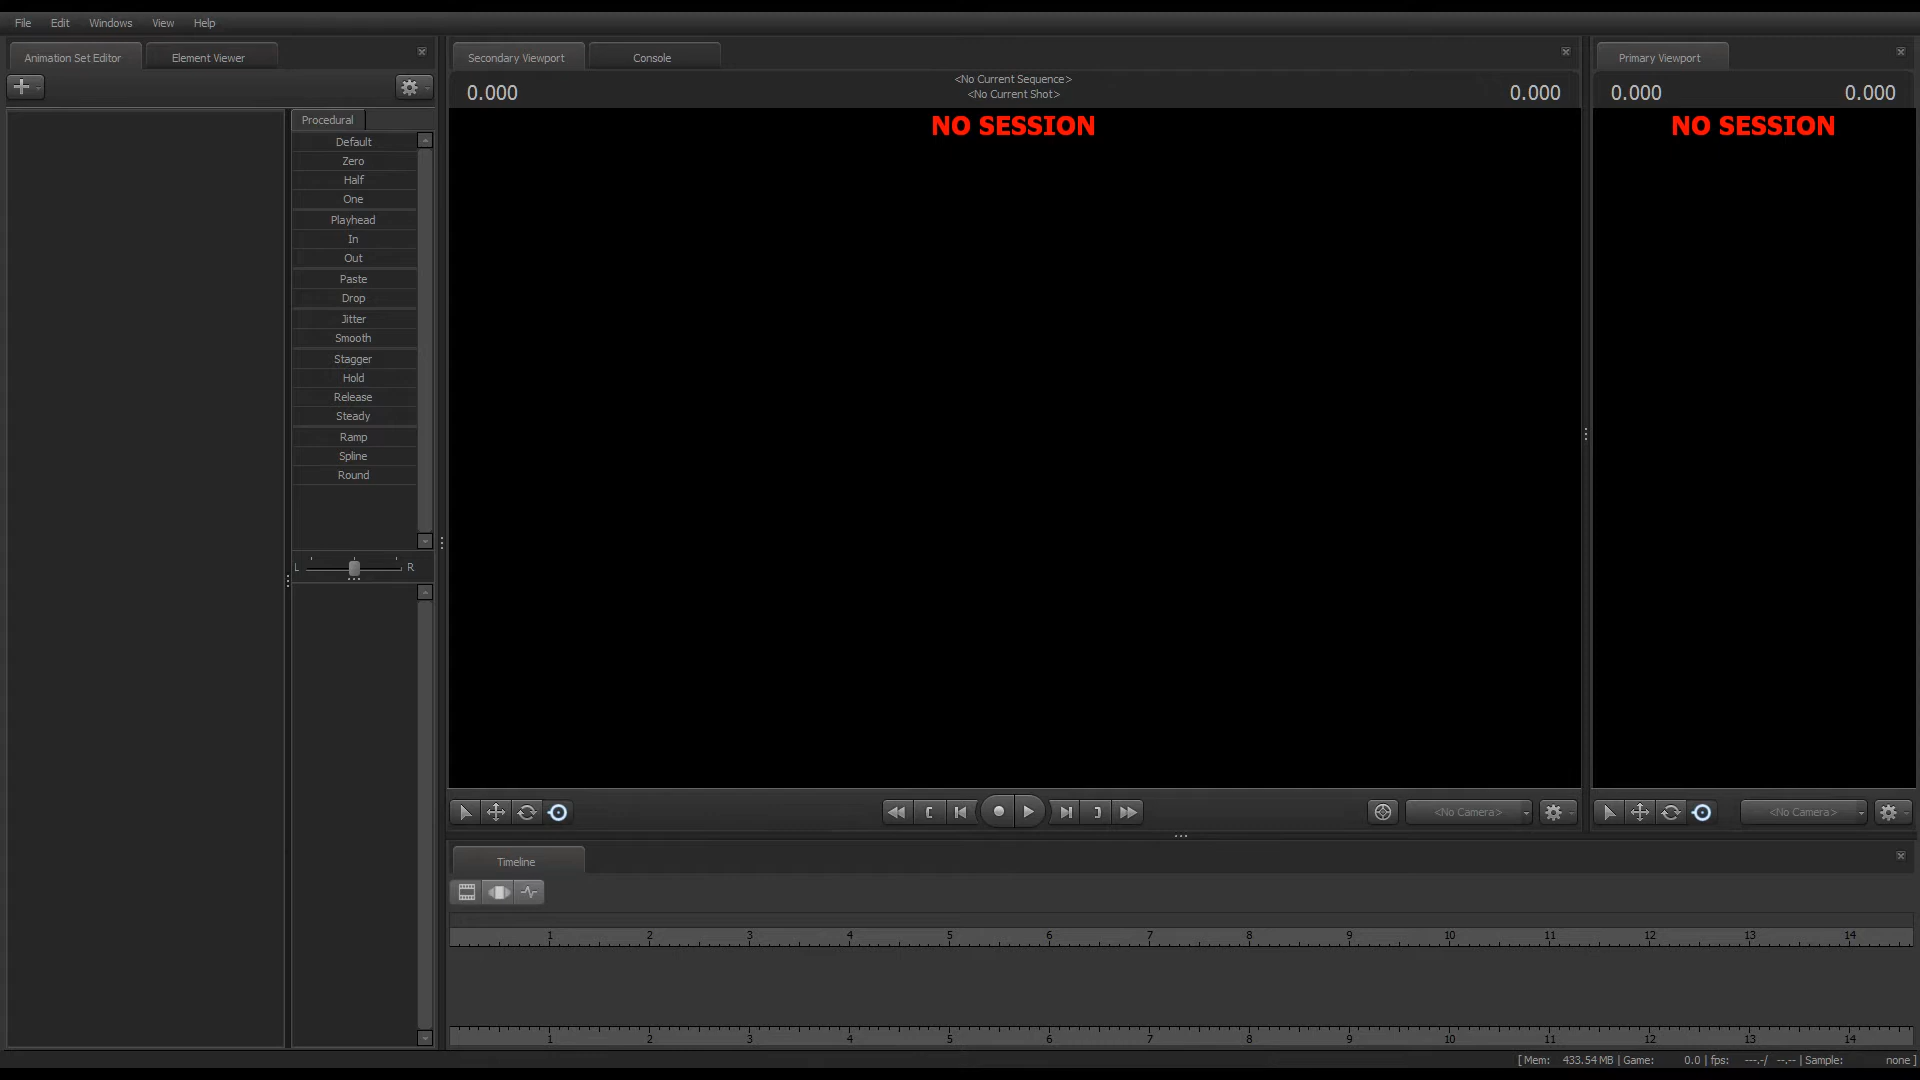 File Edit Windows View Help
Animation Set Editor Element Viewer
Procedural
Default
Zero
Half
One
Playhead
In
Out
Paste
Drop
Jitter
Smooth
Stagger
Hold
Release
Steady
Ramp
Spline
Round
L R
Secondary Viewport Console
<No Current Sequence>
0.000 <No Current Shot> 0.000
NO SESSION
<No Camera>
Primary Viewport
0.000 0.000
NO SESSION
<No Camera>
Timeline
1 2 3 4 5 6 7 8 9 10 11 12 13 14
1 2 3 4 5 6 7 8 9 10 11 12 13 14
[ Mem: 433.54 MB | Game: 0.0 | fps: ---.-/ --.-- | Sample: none ]